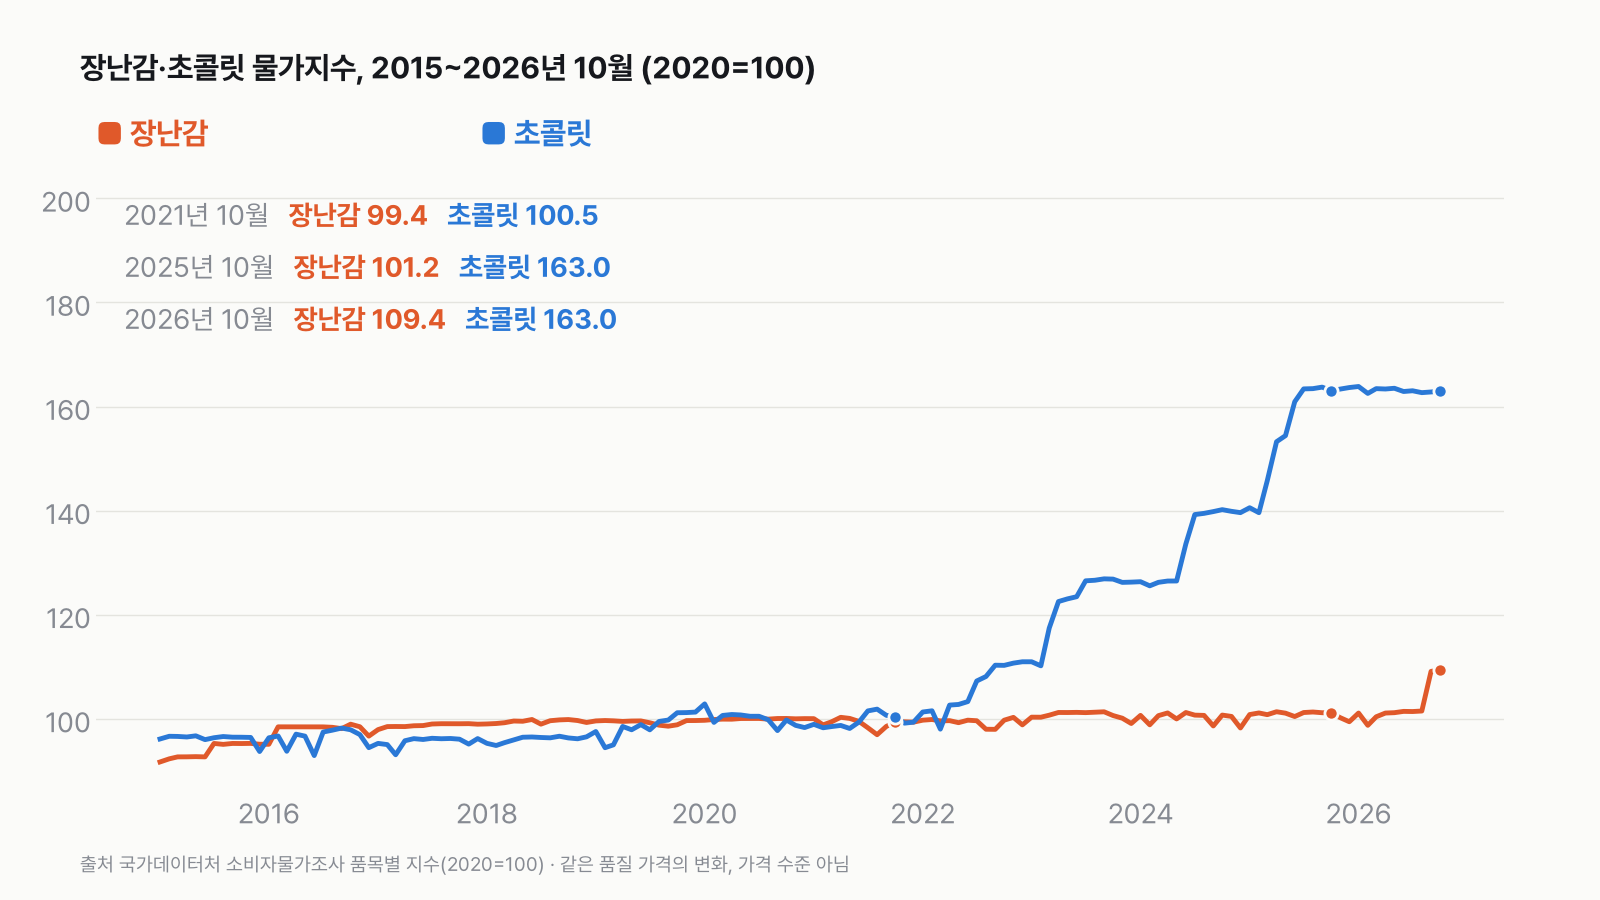 장난감·초콜릿 물가지수, 2015~2026년 10월 (2020=100)
장난감 초콜릿
200
2021년 10월 장난감 99.4 초콜릿 100.5
2025년 10월 장난감 101.2 초콜릿 163.0
180
2026년 10월 장난감 109.4 초콜릿 163.0
160
140
120
100
2016 2018 2020 2022 2024 2026
출처 국가데이터처 소비자물가조사 품목별 지수(2020=100) · 같은 품질 가격의 변화, 가격 수준 아님